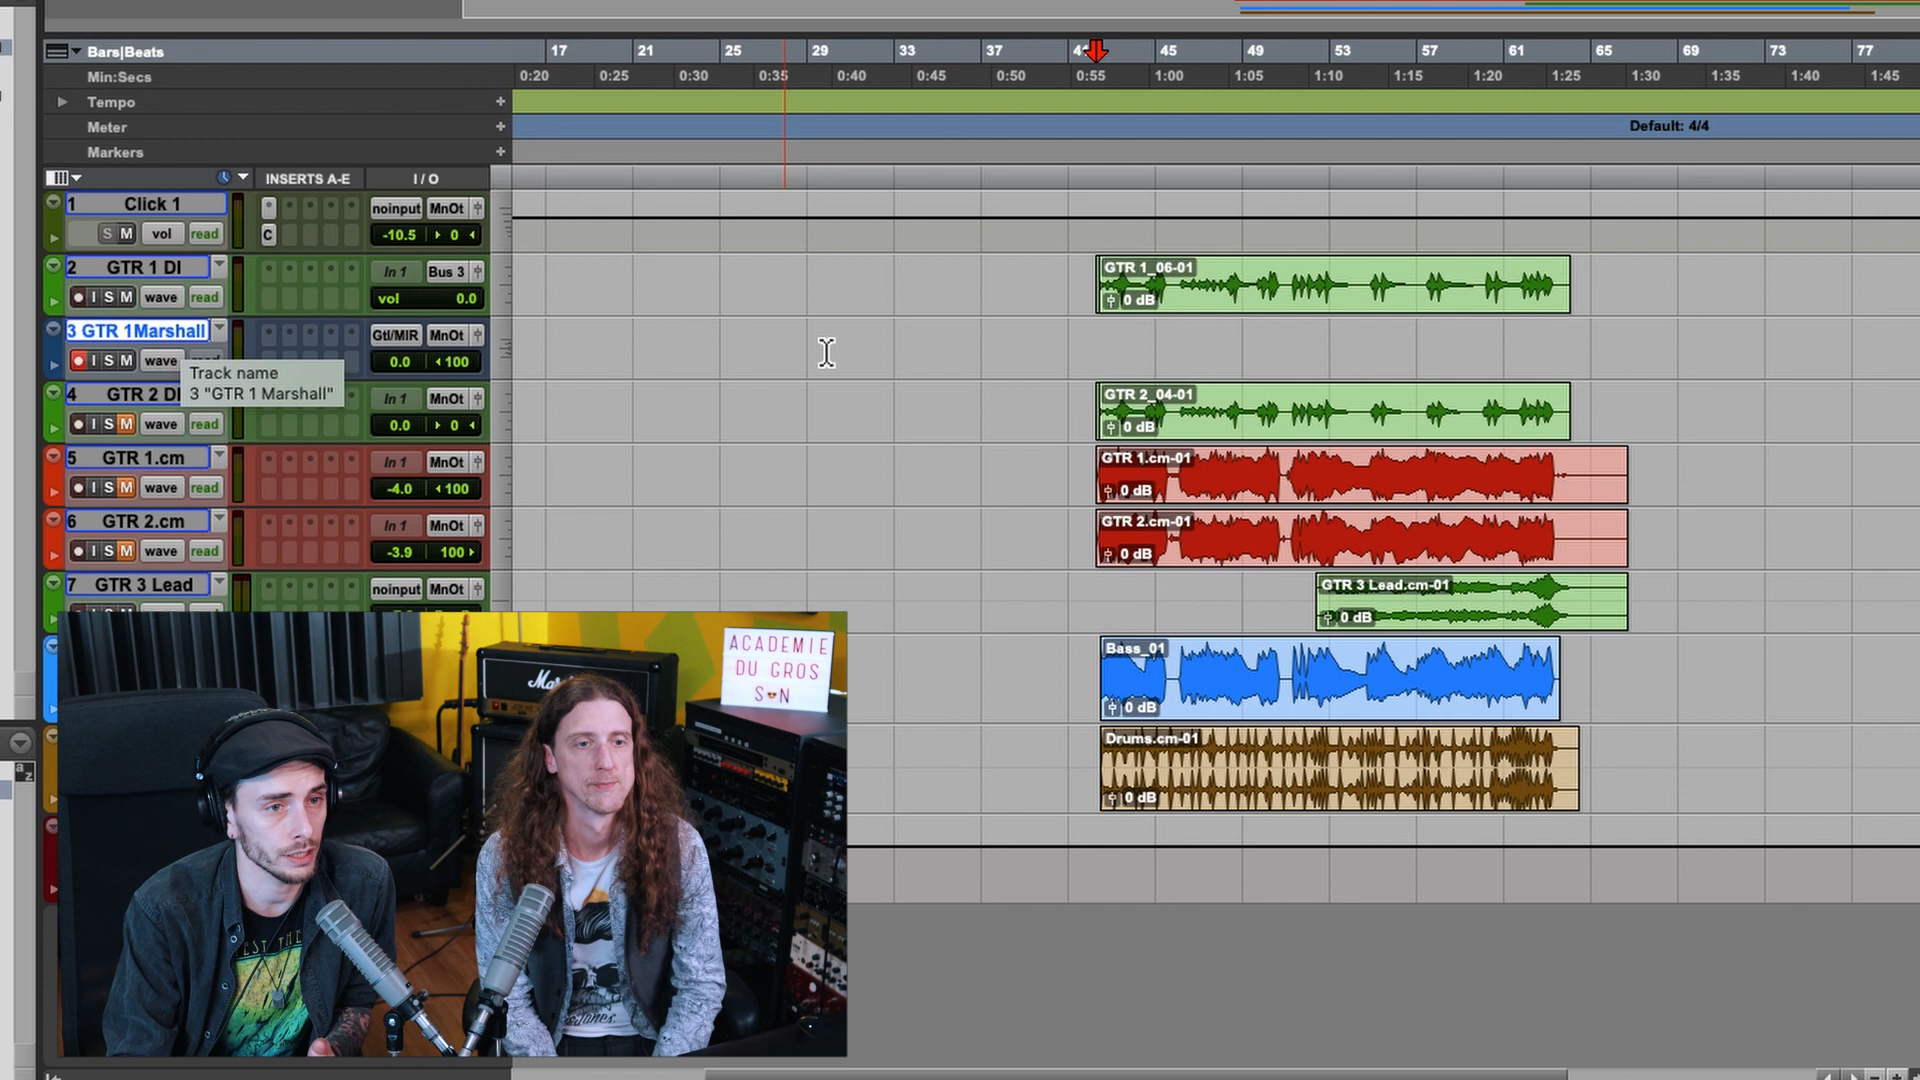 Bars|Beats
17 21 25 29 33 37 41 45 49 53 57 61 65 69 73 77
Min:Secs
0:20 0:25 0:30 0:35 0:40 0:45 0:50 0:55 1:00 1:05 1:10 1:15 1:20 1:25 1:30 1:35 1:40 1:45
Tempo
Meter
Default: 4/4
Markers
INSERTS A-E
I / O
1 Click 1
noinput MnOt
S M vol read
C
-10.5 0
2 GTR 1 DI
In 1 Bus 3
I S M wave read
vol 0.0
GTR 1_06-01
0 dB
3 GTR 1Marshall
Gtl/MIR MnOt
I S M wave
0.0 100
Track name
3 "GTR 1 Marshall"
4 GTR 2 DI
In 1 MnOt
I S M wave read
0.0 0
GTR 2_04-01
0 dB
5 GTR 1.cm
In 1 MnOt
I S M wave read
-4.0 100
GTR 1.cm-01
0 dB
6 GTR 2.cm
In 1 MnOt
I S M wave read
-3.9 100
GTR 2.cm-01
0 dB
7 GTR 3 Lead
noinput MnOt
GTR 3 Lead.cm-01
0 dB
Bass_01
0 dB
Drums.cm-01
0 dB
ACADEMIE
DU GROS
S N
a
z